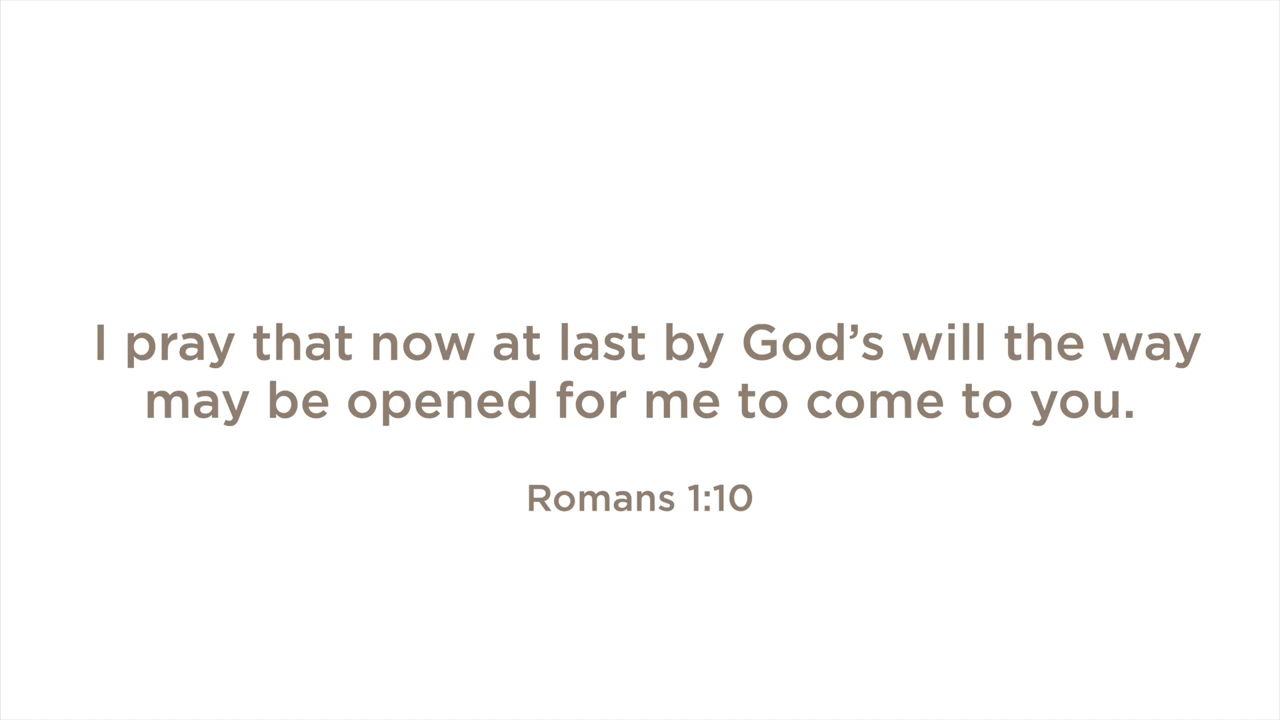 I pray that now at last by God’s will the way
may be opened for me to come to you.
Romans 1:10